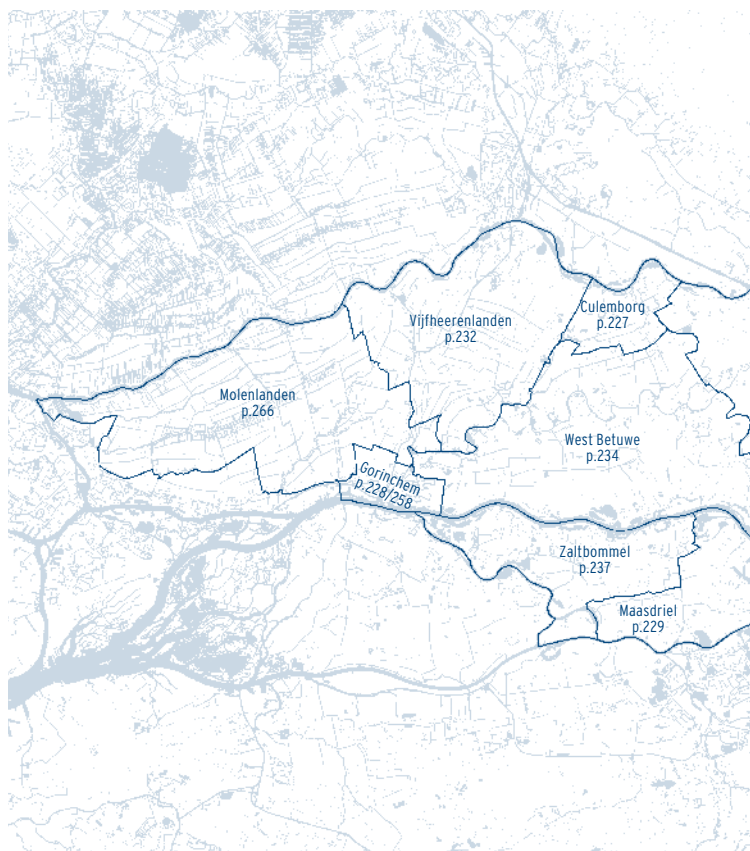 Culemborg
p.227
Vijfheerenlanden
p.232
Molenlanden
p.266
West Betuwe
p.234
Gorinchem
p.228/258
Zaltbommel
p.237
Maasdriel
p.229